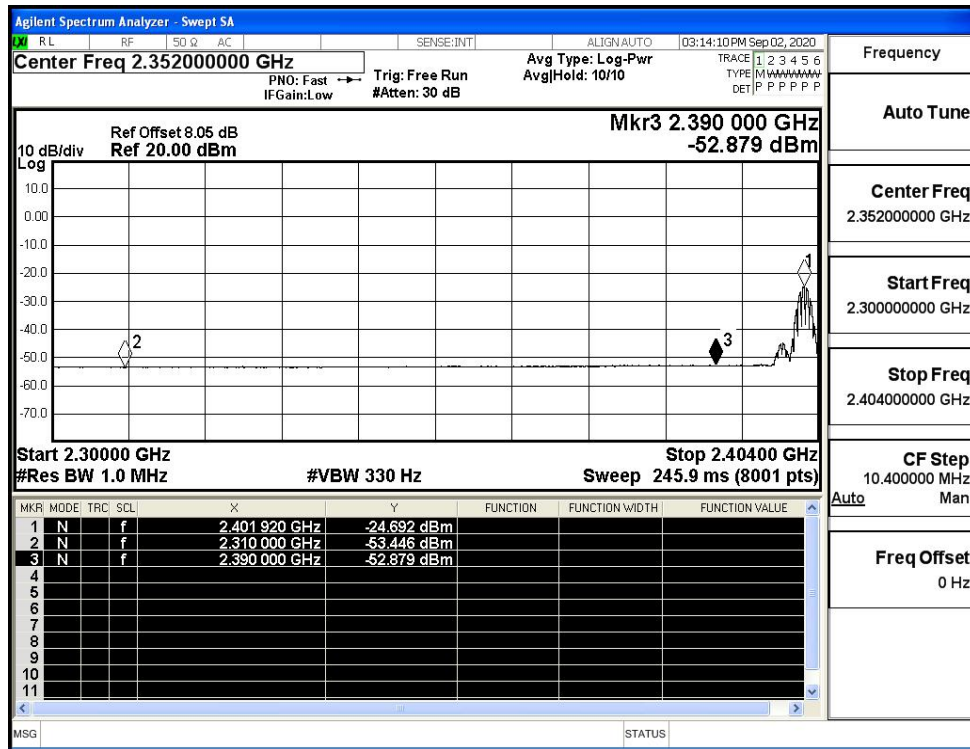 Agilent Spectrum Analyzer - Swept SA
LXI RL RF 50 Ω AC SENSE:INT ALIGNAUTO 03:14:10 PM Sep 02, 2020
Center Freq 2.352000000 GHz
PNO: Fast
IFGain:Low
Trig: Free Run
#Atten: 30 dB
Avg Type: Log-Pwr
Avg|Hold: 10/10
TRACE 1 2 3 4 5 6
TYPE M WWWWW
DET P P P P P P
Ref Offset 8.05 dB
10 dB/div Ref 20.00 dBm
Log
Mkr3 2.390 000 GHz
-52.879 dBm
10.0
0.00
-10.0
-20.0
-30.0
-40.0
-50.0
-60.0
-70.0
1
2
3
Start 2.30000 GHz Stop 2.40400 GHz
#Res BW 1.0 MHz #VBW 330 Hz Sweep 245.9 ms (8001 pts)
MKR MODE TRC SCL X Y FUNCTION FUNCTION WIDTH FUNCTION VALUE
1 N f 2.401 920 GHz -24.692 dBm
2 N f 2.310 000 GHz -53.446 dBm
3 N f 2.390 000 GHz -52.879 dBm
4
5
6
7
8
9
10
11
MSG STATUS
Frequency
Auto Tune
Center Freq
2.352000000 GHz
Start Freq
2.300000000 GHz
Stop Freq
2.404000000 GHz
CF Step
10.400000 MHz
Auto Man
Freq Offset
0 Hz